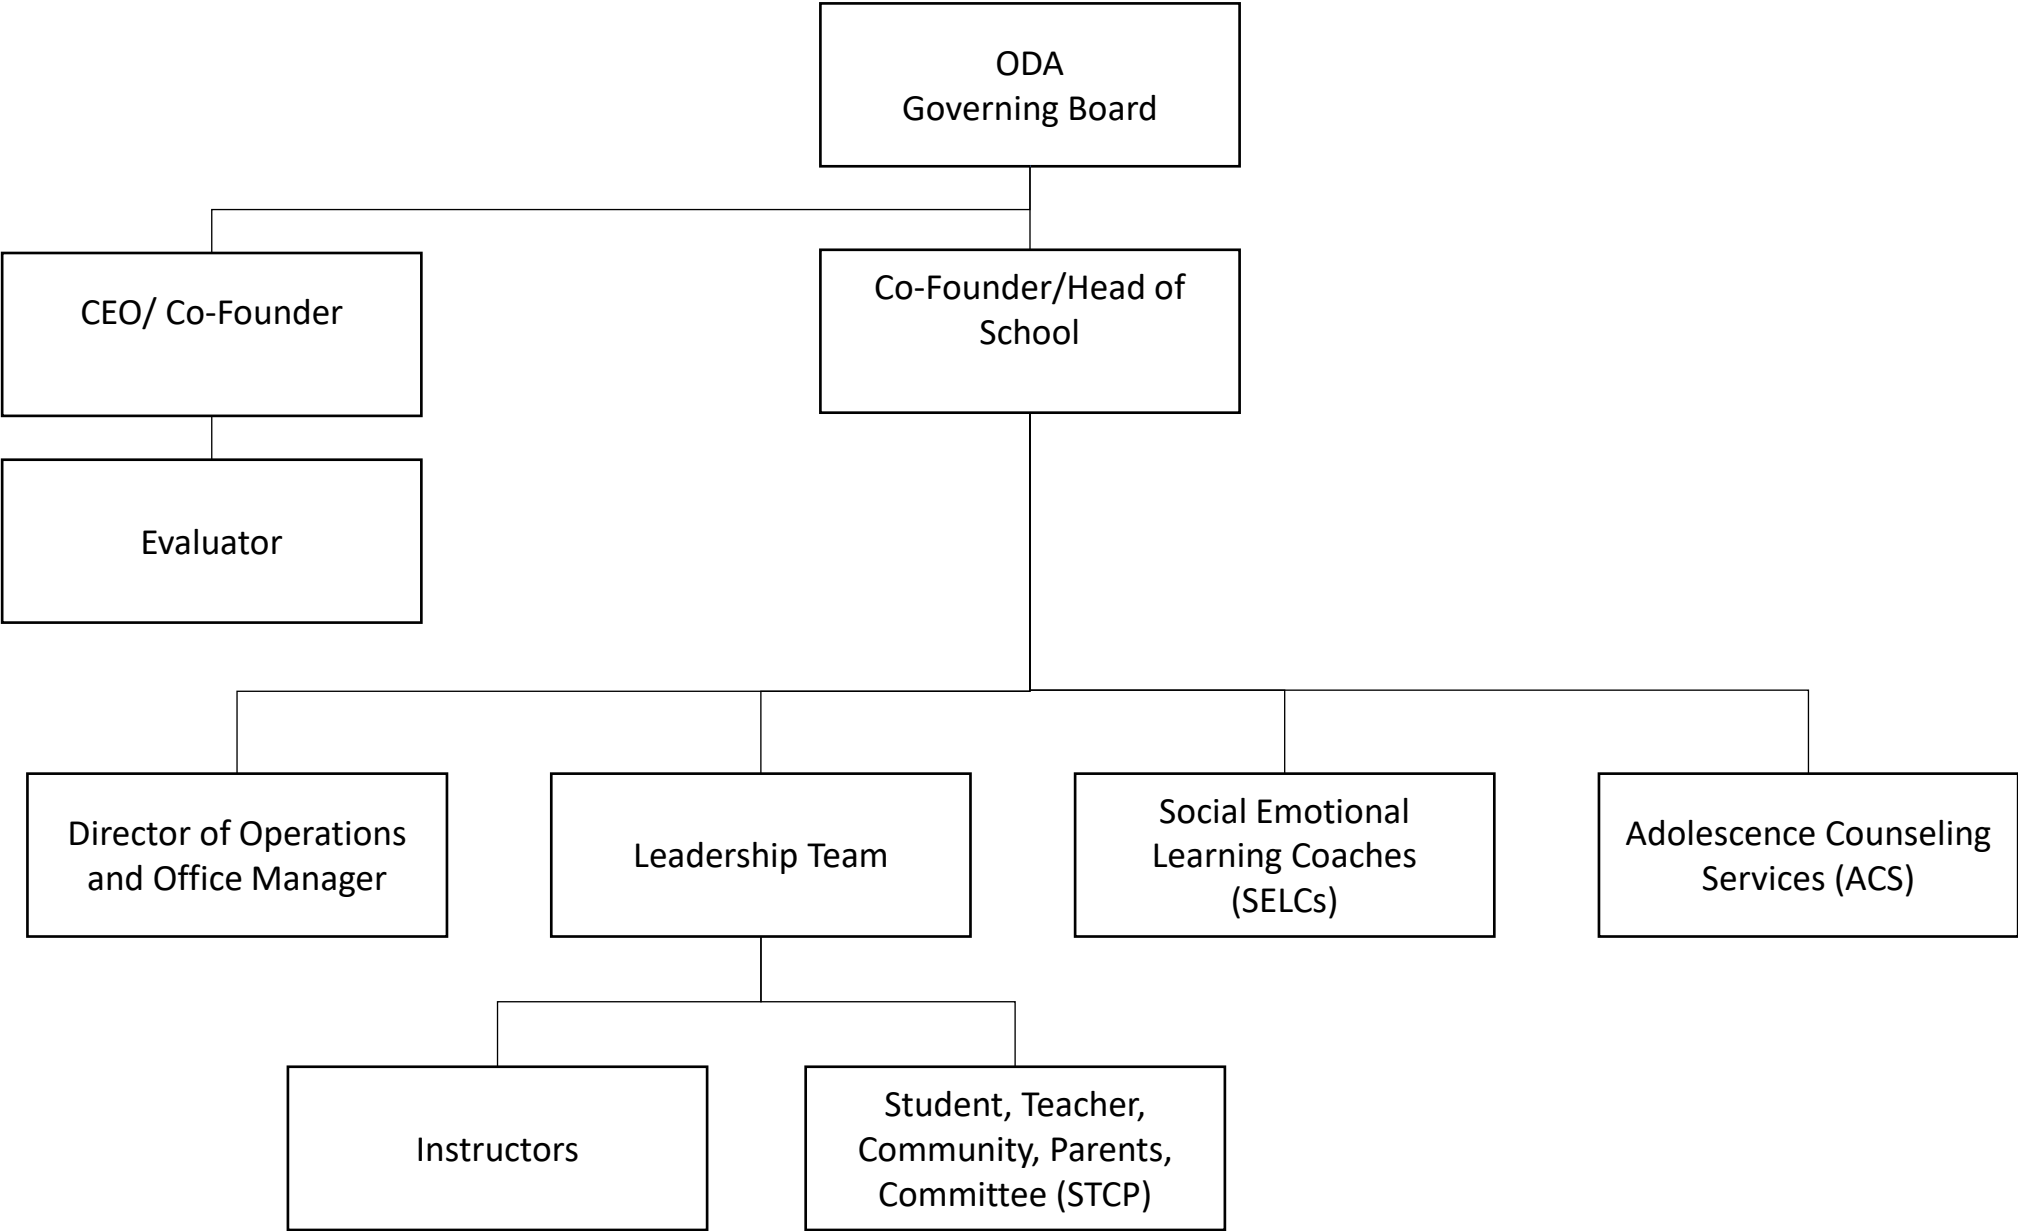 ODA
Governing Board
CEO/ Co-Founder
Co-Founder/Head of
School
Evaluator
Director of Operations
and Office Manager
Leadership Team
Social Emotional
Learning Coaches
(SELCs)
Adolescence Counseling
Services (ACS)
Instructors
Student, Teacher,
Community, Parents,
Committee (STCP)